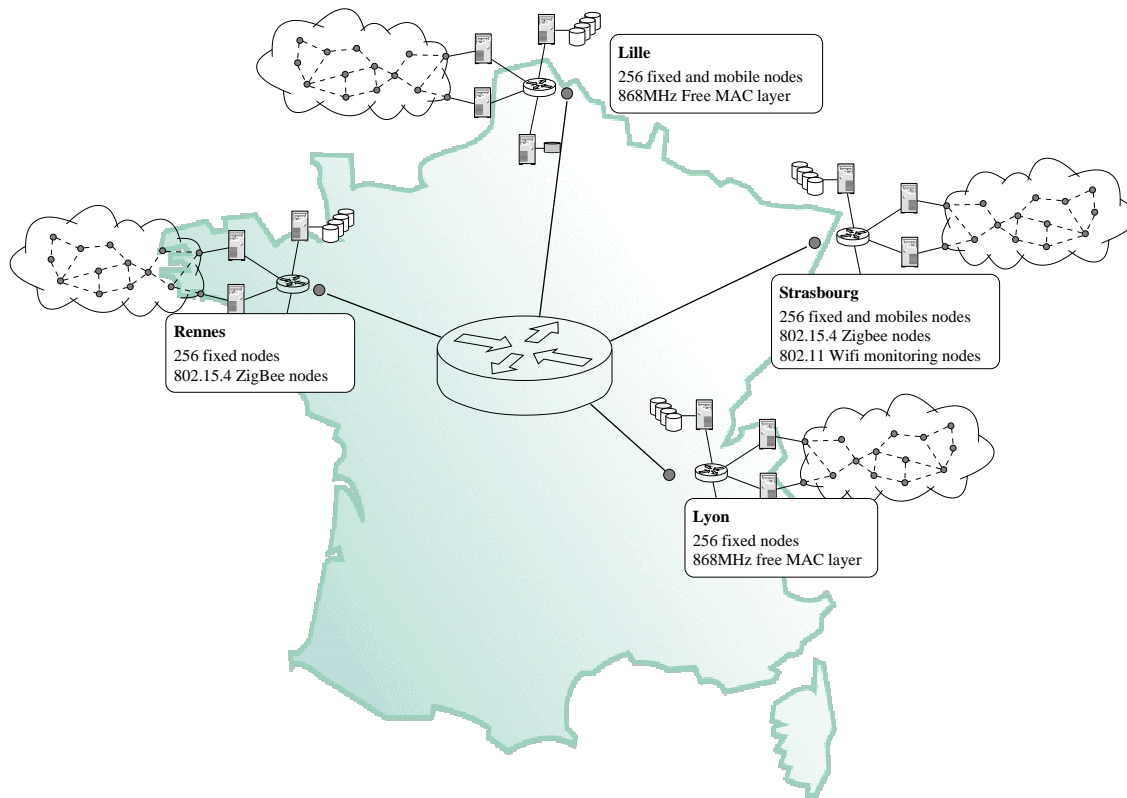 Lille
256 fixed and mobile nodes
868MHz Free MAC layer
Strasbourg
256 fixed and mobiles nodes
802.15.4 Zigbee nodes
802.11 Wifi monitoring nodes
Rennes
256 fixed nodes
802.15.4 ZigBee nodes
Lyon
256 fixed nodes
868MHz free MAC layer